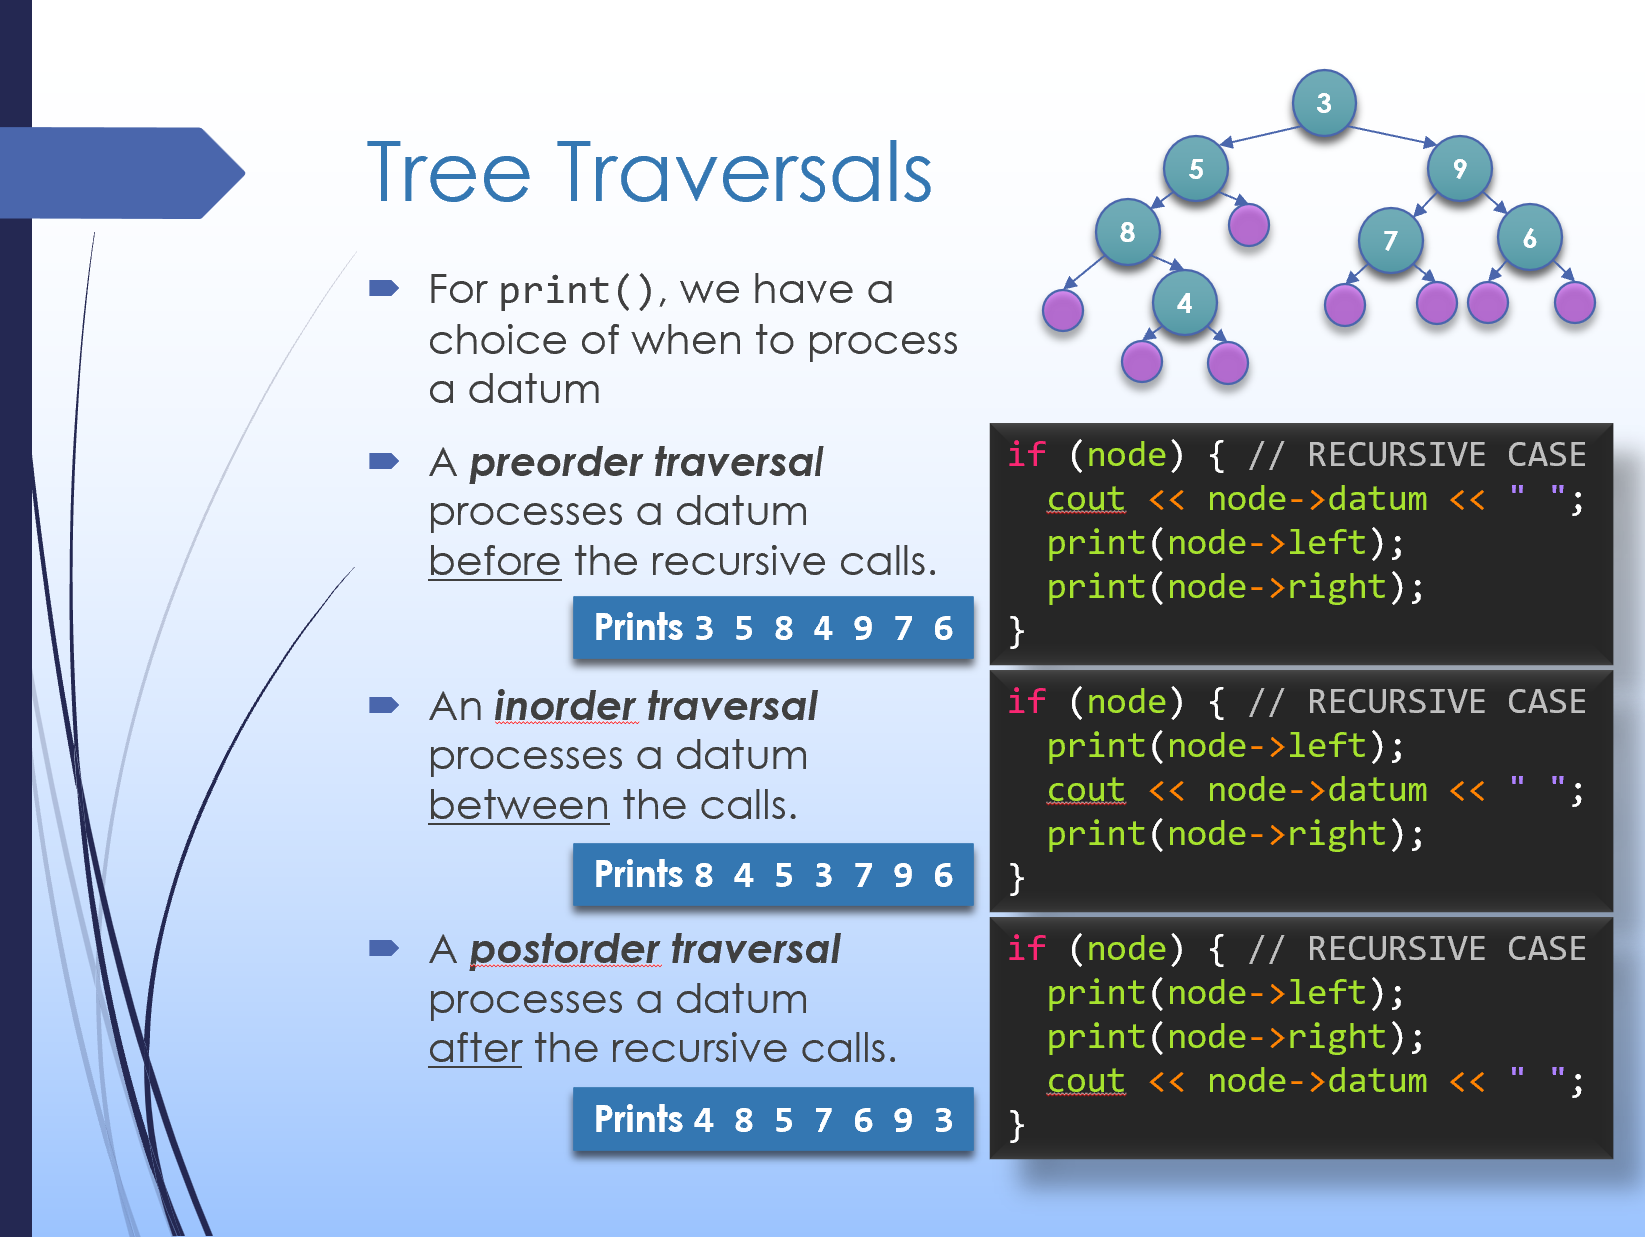 Tree Traversals
3
5
9
8
7
6
4
For print(), we have a
choice of when to process
a datum
A preorder traversal
processes a datum
before the recursive calls.
Prints 3 5 8 4 9 7 6
if (node) { // RECURSIVE CASE
  cout << node->datum << " ";
  print(node->left);
  print(node->right);
}
An inorder traversal
processes a datum
between the calls.
Prints 8 4 5 3 7 9 6
if (node) { // RECURSIVE CASE
  print(node->left);
  cout << node->datum << " ";
  print(node->right);
}
A postorder traversal
processes a datum
after the recursive calls.
Prints 4 8 5 7 6 9 3
if (node) { // RECURSIVE CASE
  print(node->left);
  print(node->right);
  cout << node->datum << " ";
}